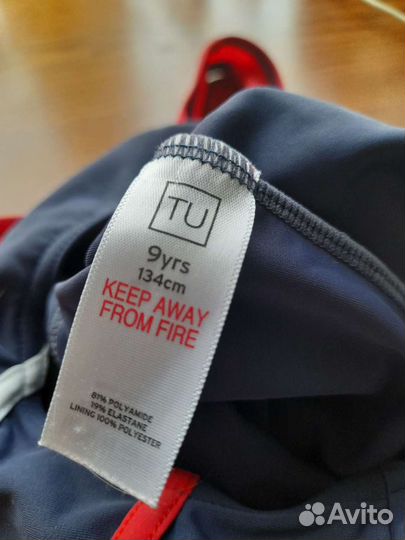 TU
9yrs
134cm
KEEP AWAY
FROM FIRE
81% POLYAMIDE
19% ELASTANE
LINING 100% POLYESTER
Avito